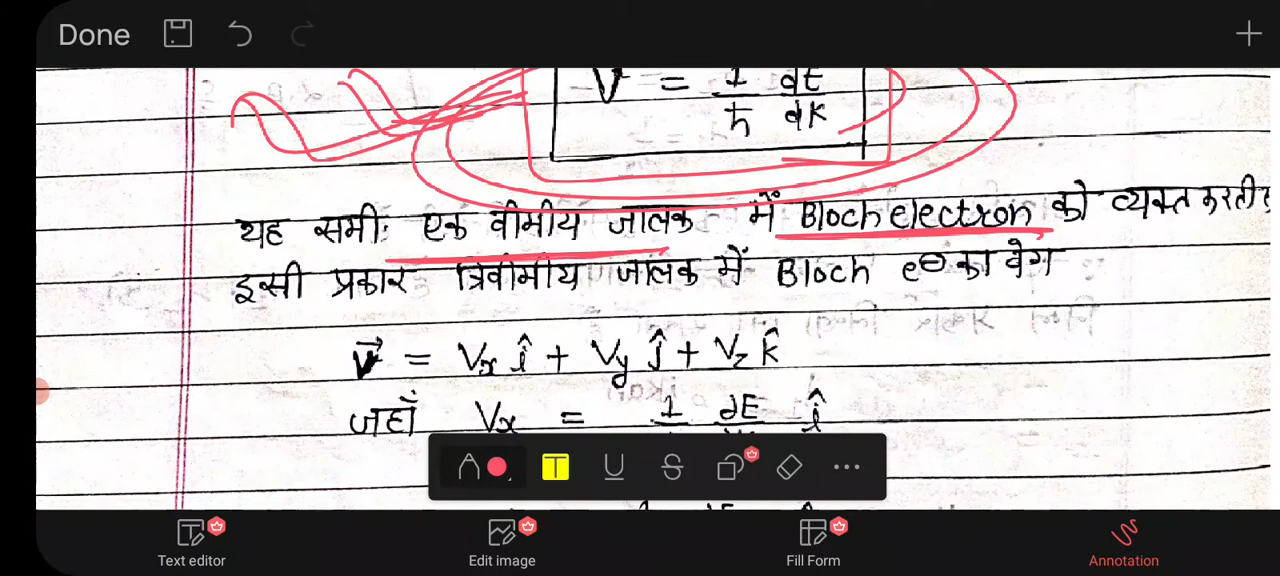 Done
V = 1/ħ dE/dK
यह समी. एक वीमीय जालक में Bloch electron को व्यक्त करती
इसी प्रकार त्रिवीमीय जालक में Bloch e⊖ का वेग
V⃗ = Vx î + Vy ĵ + Vz k̂
जहाँ Vx = 1 ∂E î
Text editor
Edit image
Fill Form
Annotation